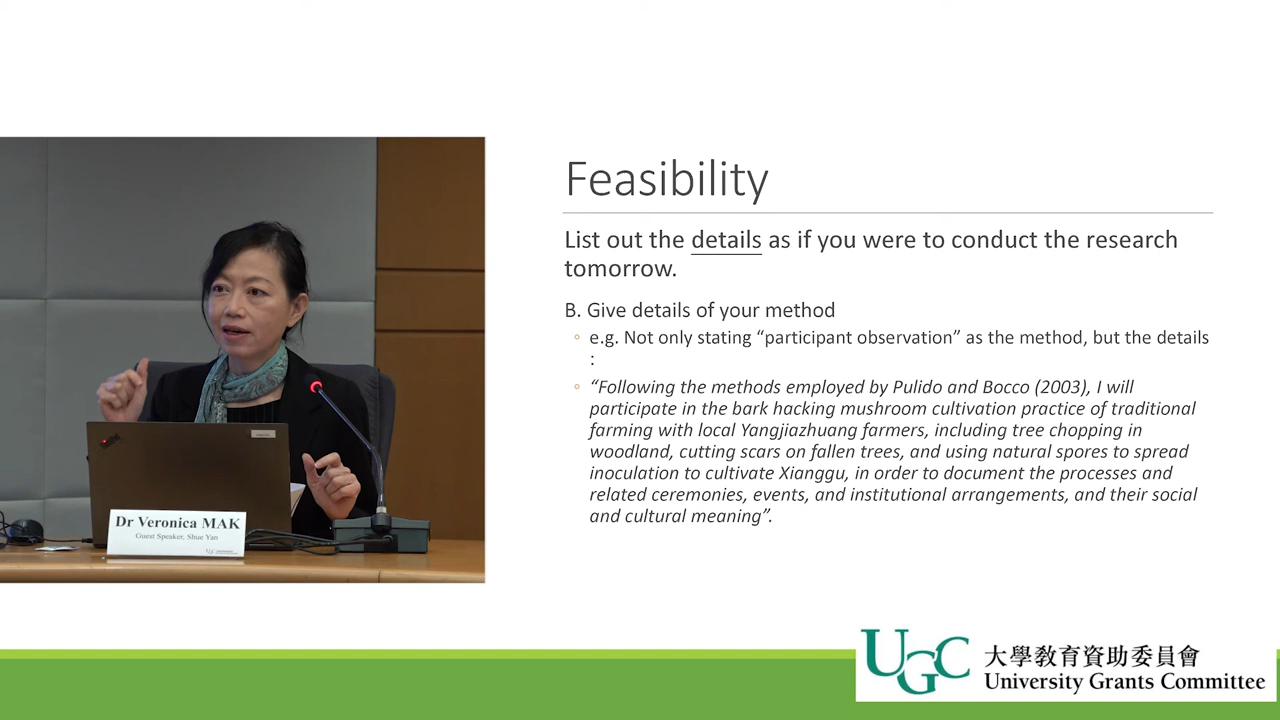 Feasibility
List out the details as if you were to conduct the research
tomorrow.
B. Give details of your method
◦ e.g. Not only stating “participant observation” as the method, but the details
:
◦ “Following the methods employed by Pulido and Bocco (2003), I will
participate in the bark hacking mushroom cultivation practice of traditional
farming with local Yangjiazhuang farmers, including tree chopping in
woodland, cutting scars on fallen trees, and using natural spores to spread
inoculation to cultivate Xianggu, in order to document the processes and
related ceremonies, events, and institutional arrangements, and their social
and cultural meaning”.
Dr Veronica MAK
Guest Speaker, Shue Yan
UGC
UGC
大學教育資助委員會
University Grants Committee